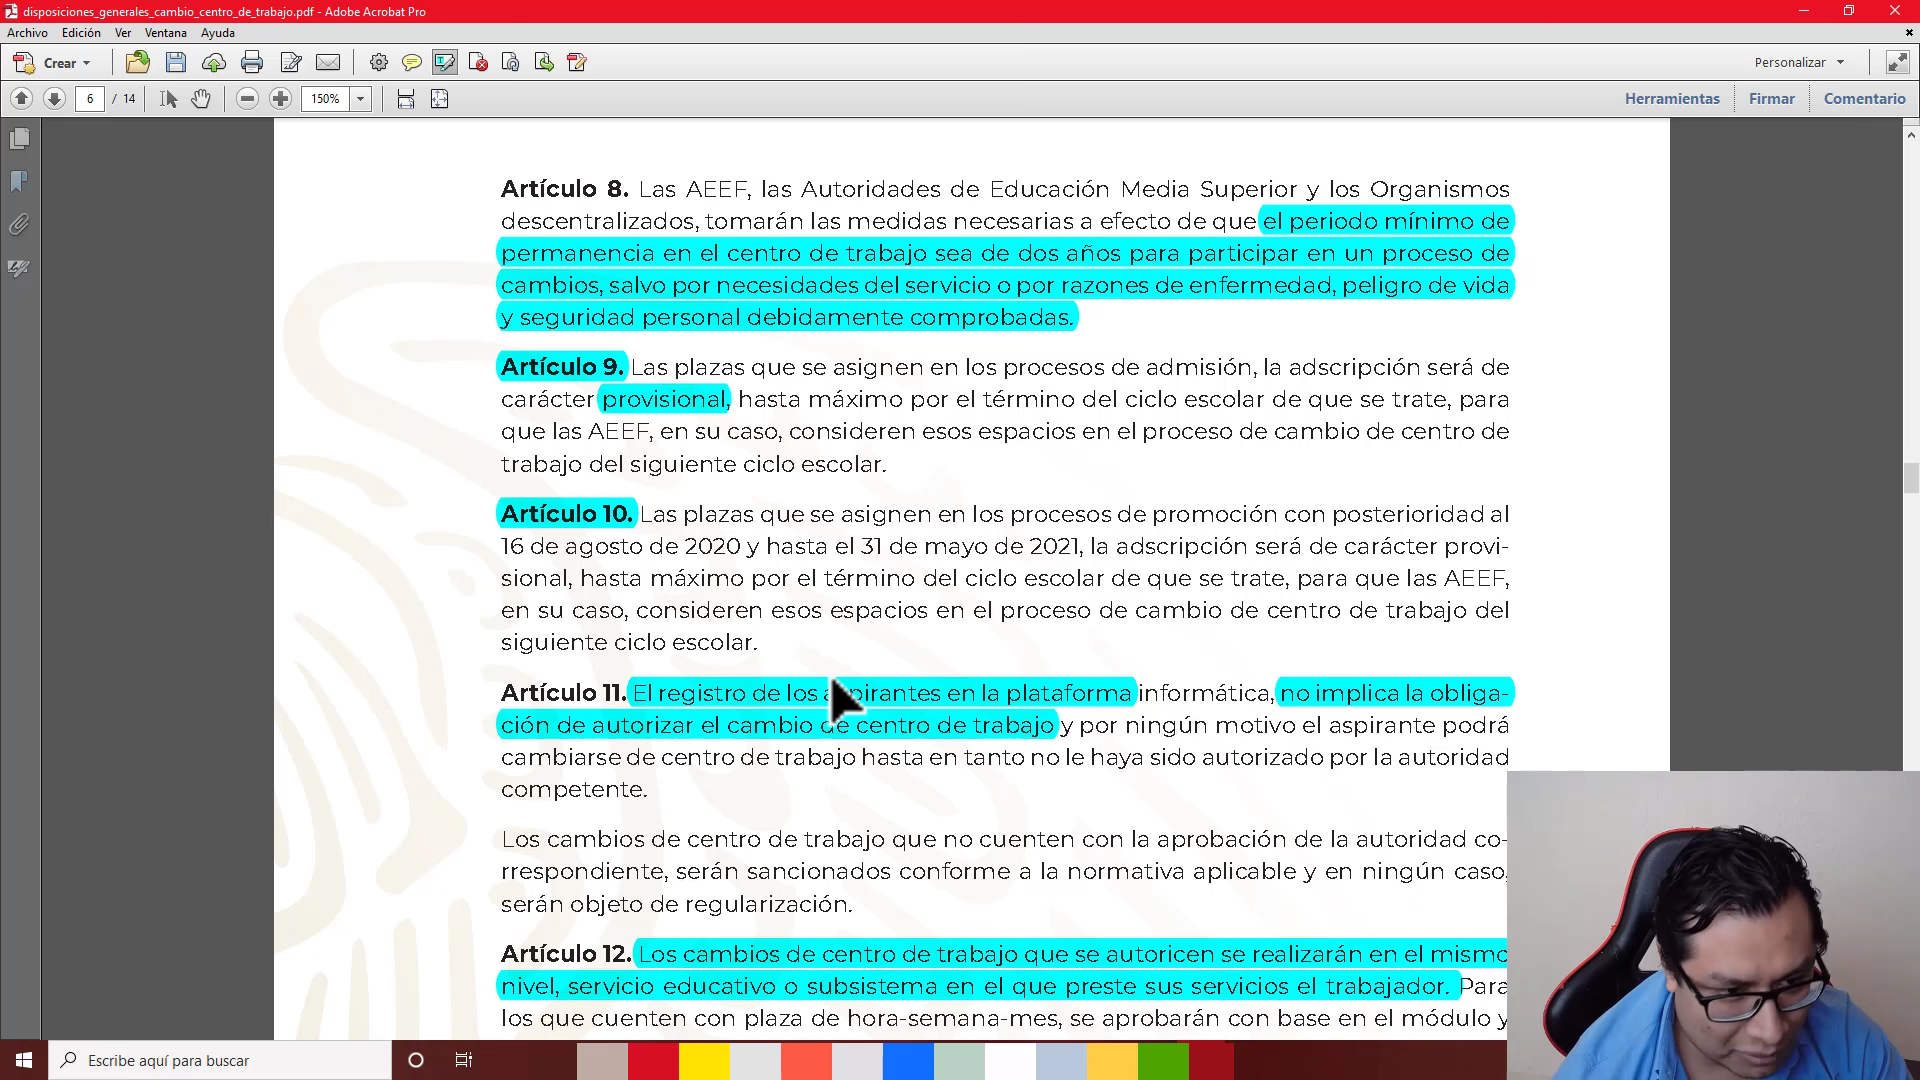 disposiciones_generales_cambio_centro_de_trabajo.pdf - Adobe Acrobat Pro
Archivo Edición Ver Ventana Ayuda
Crear
Personalizar
6 / 14
150%
Herramientas Firmar Comentario
Artículo 8. Las AEEF, las Autoridades de Educación Media Superior y los Organismos
descentralizados, tomarán las medidas necesarias a efecto de que el periodo mínimo de
permanencia en el centro de trabajo sea de dos años para participar en un proceso de
cambios, salvo por necesidades del servicio o por razones de enfermedad, peligro de vida
y seguridad personal debidamente comprobadas.
Artículo 9. Las plazas que se asignen en los procesos de admisión, la adscripción será de
carácter provisional, hasta máximo por el término del ciclo escolar de que se trate, para
que las AEEF, en su caso, consideren esos espacios en el proceso de cambio de centro de
trabajo del siguiente ciclo escolar.
Artículo 10. Las plazas que se asignen en los procesos de promoción con posterioridad al
16 de agosto de 2020 y hasta el 31 de mayo de 2021, la adscripción será de carácter provi-
sional, hasta máximo por el término del ciclo escolar de que se trate, para que las AEEF,
en su caso, consideren esos espacios en el proceso de cambio de centro de trabajo del
siguiente ciclo escolar.
Artículo 11. El registro de los aspirantes en la plataforma informática, no implica la obliga-
ción de autorizar el cambio de centro de trabajo y por ningún motivo el aspirante podrá
cambiarse de centro de trabajo hasta en tanto no le haya sido autorizado por la autoridad
competente.
Los cambios de centro de trabajo que no cuenten con la aprobación de la autoridad co-
rrespondiente, serán sancionados conforme a la normativa aplicable y en ningún caso,
serán objeto de regularización.
Artículo 12. Los cambios de centro de trabajo que se autoricen se realizarán en el mismo
nivel, servicio educativo o subsistema en el que preste sus servicios el trabajador. Para
los que cuenten con plaza de hora-semana-mes, se aprobarán con base en el módulo y
Escribe aquí para buscar